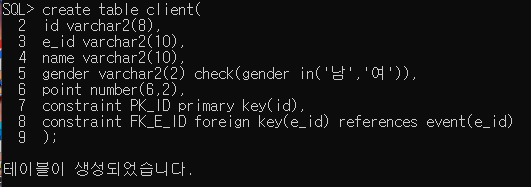 SQL> create table client(
2 id varchar2(8),
3 e_id varchar2(10),
4 name varchar2(10),
5 gender varchar2(2) check(gender in('남','여')),
6 point number(6,2),
7 constraint PK_ID primary key(id),
8 constraint FK_E_ID foreign key(e_id) references event(e_id)
9 );
테이블이 생성되었습니다.